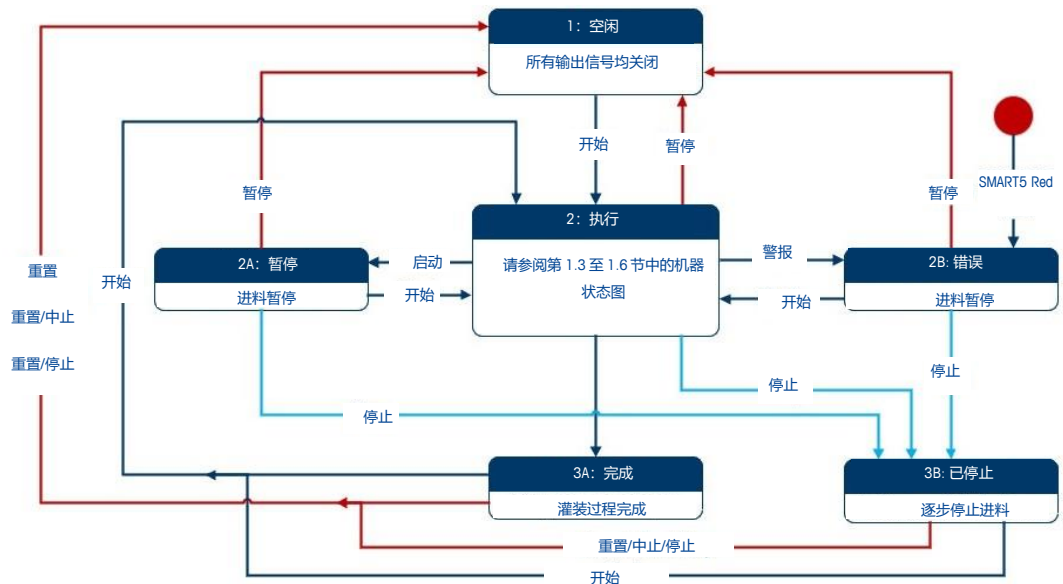 1：空闲
所有输出信号均关闭
开始
暂停
暂停
暂停
SMART5 Red
2：执行
请参阅第 1.3 至 1.6 节中的机器
状态图
2A：暂停
进料暂停
启动
开始
警报
开始
2B: 错误
进料暂停
重置
重置/中止
重置/停止
开始
停止
停止
停止
3A：完成
灌装过程完成
3B: 已停止
逐步停止进料
重置/中止/停止
开始